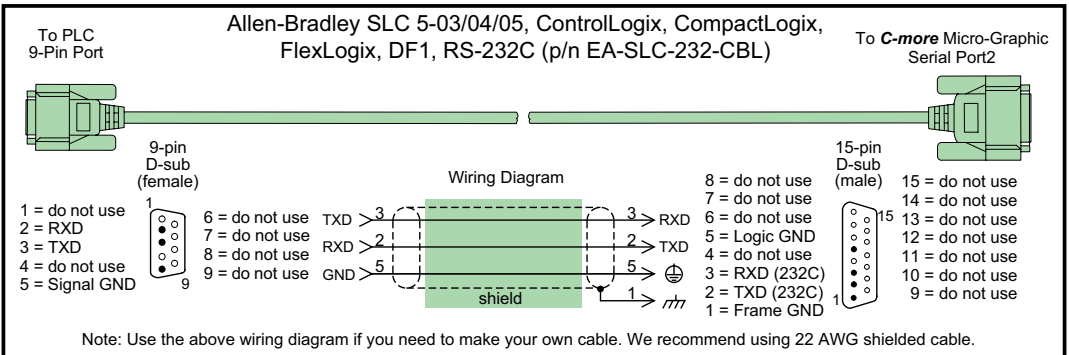 Allen-Bradley SLC 5-03/04/05, ControlLogix, CompactLogix,
FlexLogix, DF1, RS-232C (p/n EA-SLC-232-CBL)
To PLC
9-Pin Port
To C-more Micro-Graphic
Serial Port2
9-pin
D-sub
(female)
1
9
1 = do not use
2 = RXD
3 = TXD
4 = do not use
5 = Signal GND
6 = do not use
7 = do not use
8 = do not use
9 = do not use
Wiring Diagram
TXD 3 3 RXD
RXD 2 2 TXD
GND 5 5
1
shield
8 = do not use
7 = do not use
6 = do not use
5 = Logic GND
4 = do not use
3 = RXD (232C)
2 = TXD (232C)
1 = Frame GND
15-pin
D-sub
(male)
15
1
15 = do not use
14 = do not use
13 = do not use
12 = do not use
11 = do not use
10 = do not use
9 = do not use
Note: Use the above wiring diagram if you need to make your own cable. We recommend using 22 AWG shielded cable.